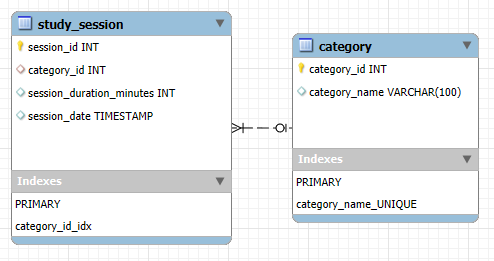 study_session
session_id INT
category_id INT
session_duration_minutes INT
session_date TIMESTAMP
Indexes
PRIMARY
category_id_idx
category
category_id INT
category_name VARCHAR(100)
Indexes
PRIMARY
category_name_UNIQUE